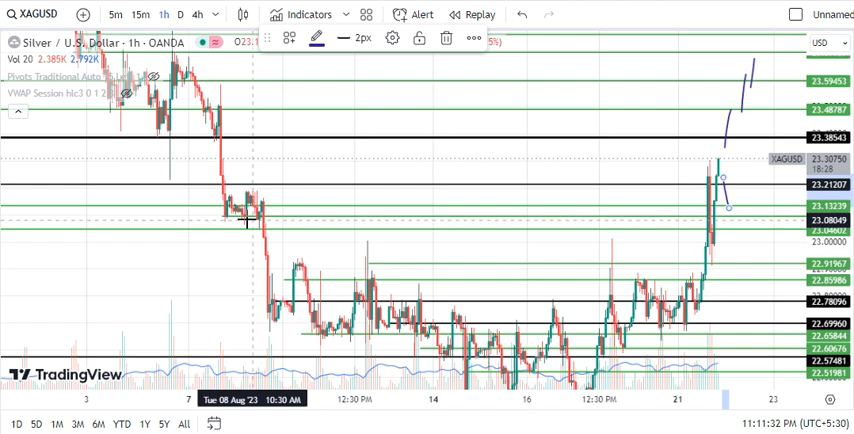 XAGUSD 5m 15m 1h D 4h Indicators Alert Replay Unnamed
Silver / U.S. Dollar · 1h · OANDA 2px USD
Vol 20 2.385K 2.792K
Pivots Traditional Auto
VWAP Session hlc3 0 1 2
23.59453
23.48787
23.38543
XAGUSD 23.30750
18:28
23.21207
23.13239
23.08049
23.04602
23.00000
22.91967
22.85986
22.78096
22.69960
22.65844
22.60676
22.57481
22.51981
TradingView
3 7 Tue 08 Aug '23 10:30 AM 12:30 PM 14 16 12:30 PM 21 23
1D 5D 1M 3M 6M YTD 1Y 5Y All 11:11:32 PM (UTC+5:30)